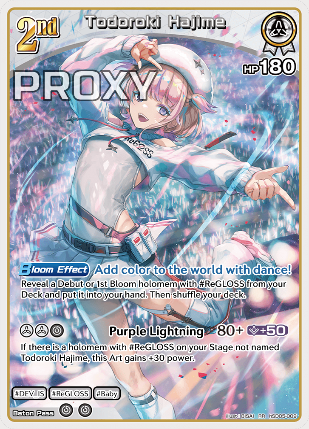 2nd
Todoroki Hajime
HP180
PROXY
Bloom Effect Add color to the world with dance!
Reveal a Debut or 1st Bloom holomem with #ReGLOSS from your
Deck and put it into your hand. Then shuffle your deck.
Purple Lightning 80+ +50
If there is a holomem with #ReGLOSS on your Stage not named
Todoroki Hajime, this Art gains +30 power.
#DEV_IS #ReGLOSS #Baby
Baton Pass